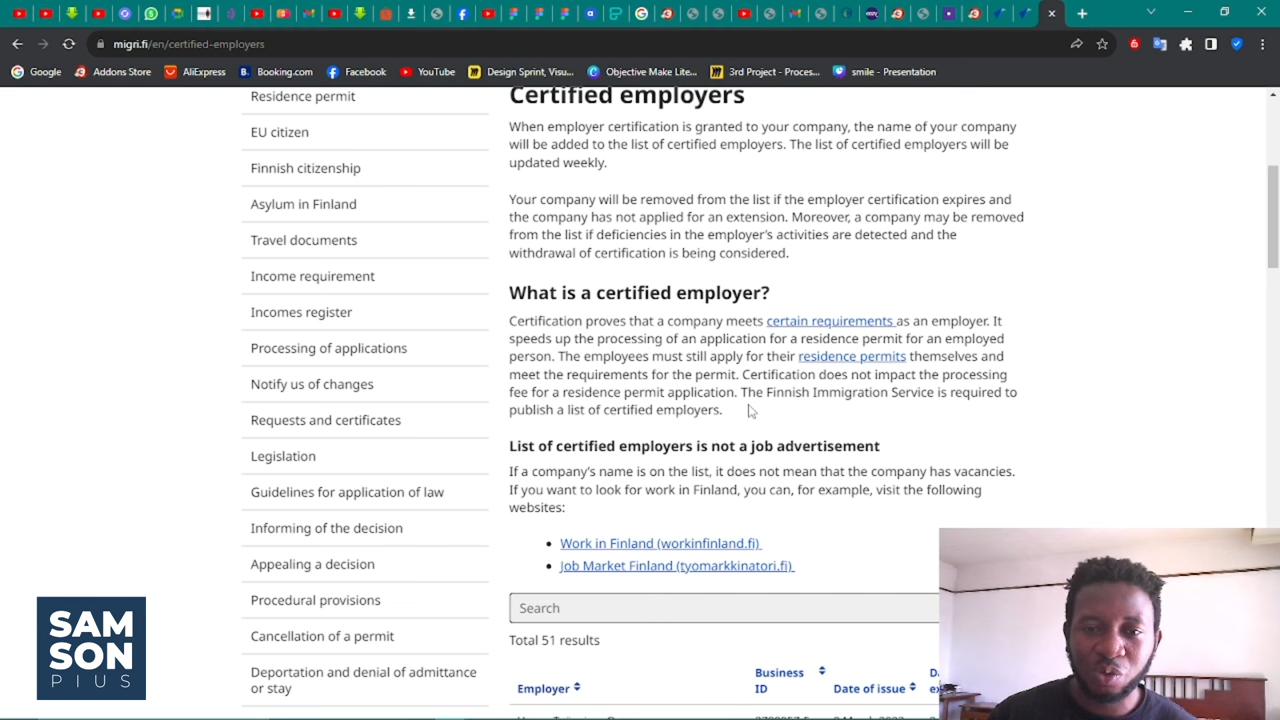 migri.fi/en/certified-employers
Google
Addons Store
AliExpress
Booking.com
Facebook
YouTube
Design Sprint, Visu...
Objective Make Lite...
3rd Project - Proces...
smile - Presentation
Residence permit
EU citizen
Finnish citizenship
Asylum in Finland
Travel documents
Income requirement
Incomes register
Processing of applications
Notify us of changes
Requests and certificates
Legislation
Guidelines for application of law
Informing of the decision
Appealing a decision
Procedural provisions
Cancellation of a permit
Deportation and denial of admittance
or stay
Certified employers
When employer certification is granted to your company, the name of your company
will be added to the list of certified employers. The list of certified employers will be
updated weekly.
Your company will be removed from the list if the employer certification expires and
the company has not applied for an extension. Moreover, a company may be removed
from the list if deficiencies in the employer's activities are detected and the
withdrawal of certification is being considered.
What is a certified employer?
Certification proves that a company meets certain requirements as an employer. It
speeds up the processing of an application for a residence permit for an employed
person. The employees must still apply for their residence permits themselves and
meet the requirements for the permit. Certification does not impact the processing
fee for a residence permit application. The Finnish Immigration Service is required to
publish a list of certified employers.
List of certified employers is not a job advertisement
If a company's name is on the list, it does not mean that the company has vacancies.
If you want to look for work in Finland, you can, for example, visit the following
websites:
Work in Finland (workinfinland.fi)
Job Market Finland (tyomarkkinatori.fi)
Search
Total 51 results
Employer
Business
ID
Date of issue
SAM
SON
PIUS